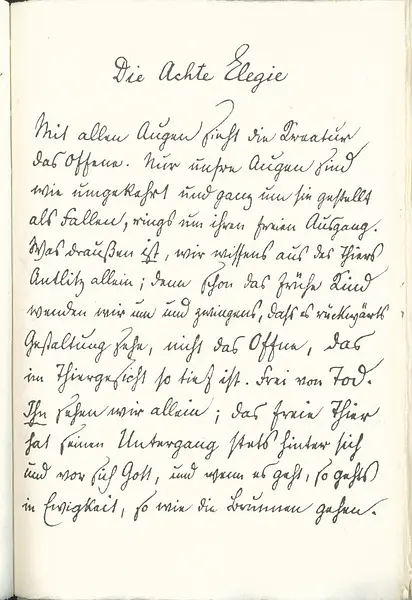 Die Achte Elegie
Mit allen Augen sieht die Kreatur
das Offene. Nur unsre Augen sind
wie umgekehrt und ganz um sie gestellt
als Fallen, rings um ihren freien Ausgang.
Was draußen ist, wir wissens aus des Thiers
Antlitz allein; denn schon das frühe Kind
wenden wir um und zwingens, daß es rückwärts
Gestaltung sehe, nicht das Offne, das
im Thiergesicht so tief ist. Frei von Tod.
Ihn sehen wir allein; das freie Thier
hat seinen Untergang stets hinter sich
und vor sich Gott, und wenn es geht, so gehts
in Ewigkeit, so wie die Brunnen gehen.